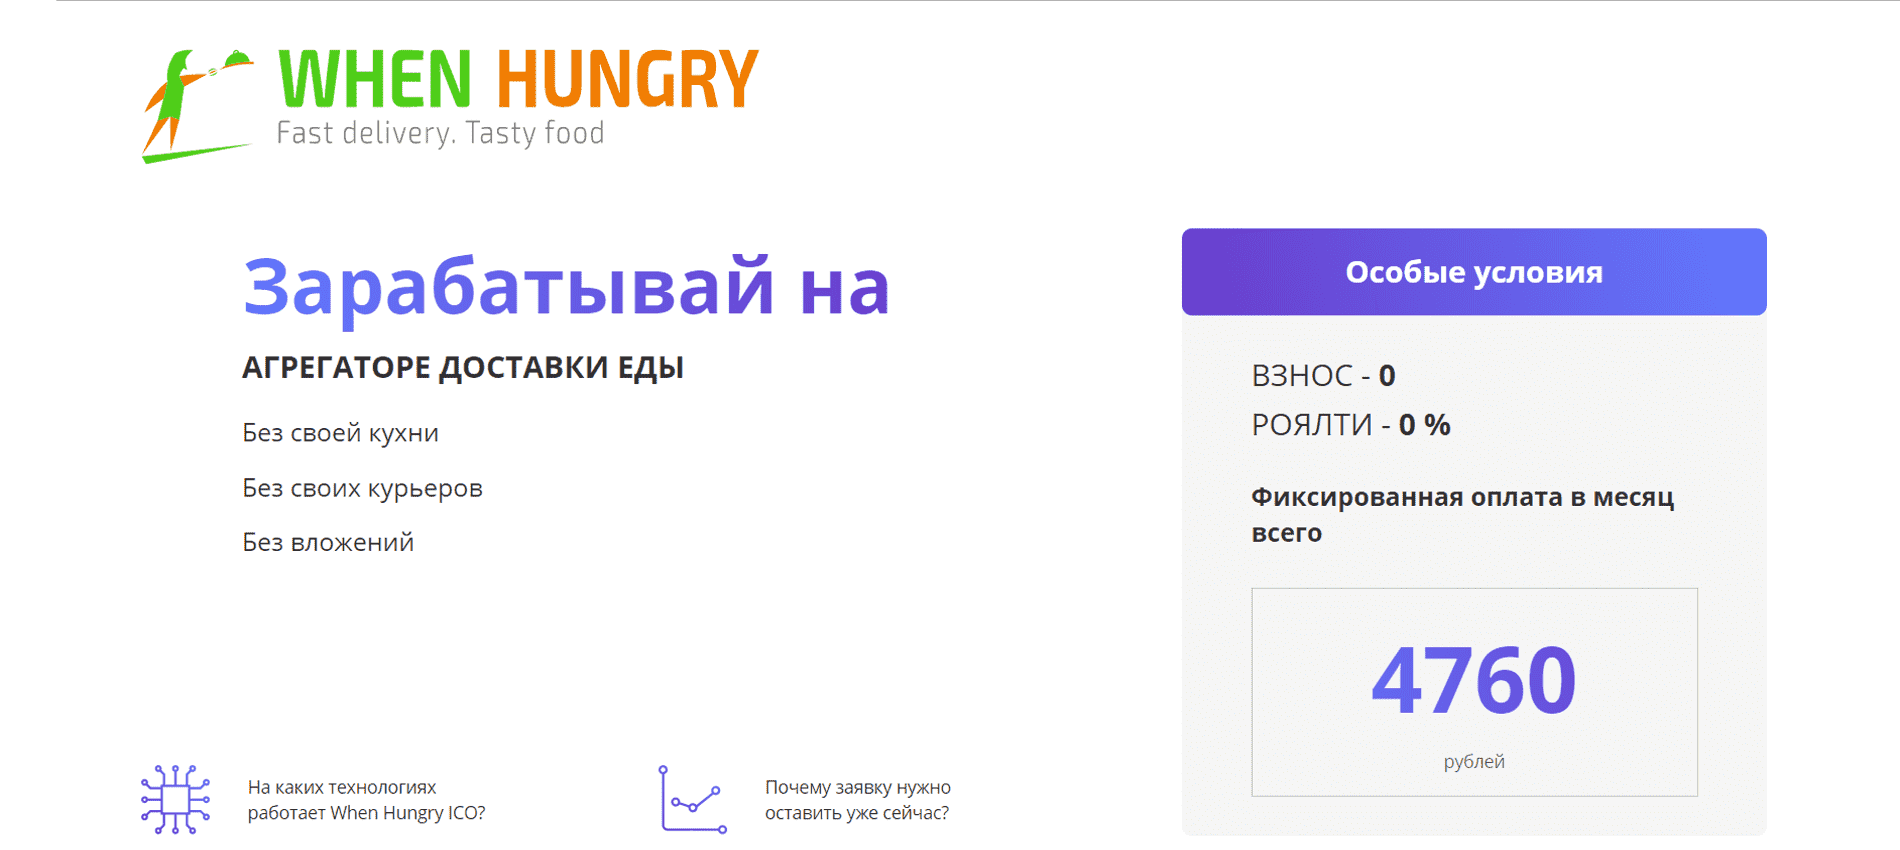 WHEN HUNGRY
Fast delivery. Tasty food
Зарабатывай на
АГРЕГАТОРЕ ДОСТАВКИ ЕДЫ
Без своей кухни
Без своих курьеров
Без вложений
На каких технологиях
работает When Hungry ICO?
Почему заявку нужно
оставить уже сейчас?
Особые условия
ВЗНОС - 0
РОЯЛТИ - 0 %
Фиксированная оплата в месяц
всего
4760
рублей